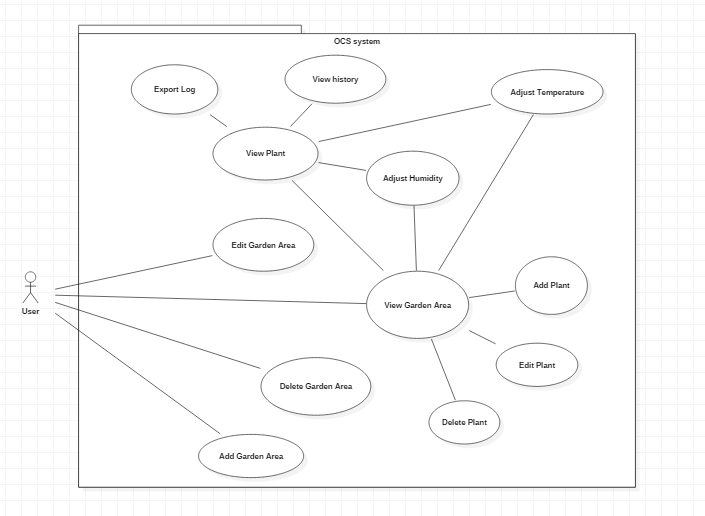 OCS system
Export Log
View history
Adjust Temperature
View Plant
Adjust Humidity
Edit Garden Area
User
View Garden Area
Add Plant
Edit Plant
Delete Garden Area
Delete Plant
Add Garden Area